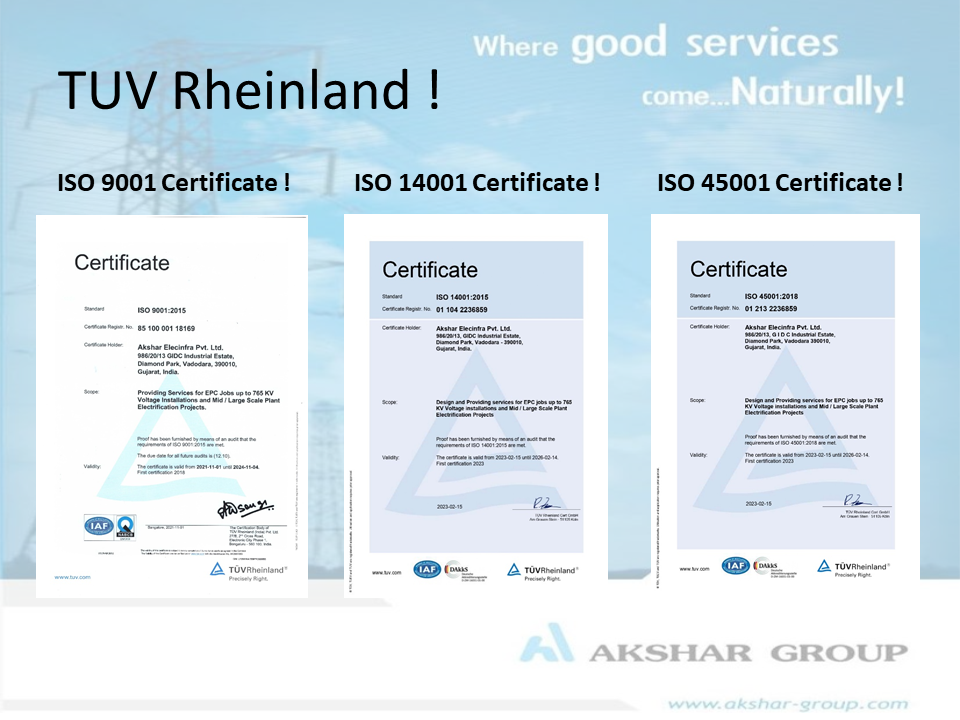 Where good services
come...Naturally!
TUV Rheinland !
ISO 9001 Certificate !
ISO 14001 Certificate !
ISO 45001 Certificate !
Certificate
Standard ISO 9001:2015
Certificate Registr. No. 85 100 001 18169
Certificate Holder: Akshar Elecinfra Pvt. Ltd.
986/20/13 GIDC Industrial Estate,
Diamond Park, Vadodara, 390010,
Gujarat, India.
Scope: Providing Services for EPC Jobs up to 765 KV
Voltage Installations and Mid / Large Scale Plant
Electrification Projects.
Proof has been furnished by means of an audit that the
requirements of ISO 9001:2015 are met.
The due date for all future audits is (12.10).
Validity: The certificate is valid from 2021-11-01 until 2024-11-04.
First certification 2018
Bangalore, 2021-11-01
The Certification Body of
TÜV Rheinland (India) Pvt. Ltd.
IAF
www.tuv.com
TÜVRheinland®
Precisely Right.
Certificate
Standard ISO 14001:2015
Certificate Registr. No. 01 104 2236859
Certificate Holder: Akshar Elecinfra Pvt. Ltd.
986/20/13, GIDC Industrial Estate,
Diamond Park, Vadodara - 390010,
Gujarat, India.
Scope: Design and Providing services for EPC jobs up to 765
KV Voltage installations and Mid / Large Scale Plant
Electrification Projects
Proof has been furnished by means of an audit that the
requirements of ISO 14001:2015 are met.
Validity: The certificate is valid from 2023-02-15 until 2026-02-14.
First certification 2023
2023-02-15
TÜV Rheinland Cert GmbH
Am Grauen Stein · 51105 Köln
www.tuv.com
IAF
DAkkS
TÜVRheinland®
Precisely Right.
Certificate
Standard ISO 45001:2018
Certificate Registr. No. 01 213 2236859
Certificate Holder: Akshar Elecinfra Pvt. Ltd.
986/20/13, G I D C Industrial Estate,
Diamond Park, Vadodara - 390010,
Gujarat, India.
Scope: Design and Providing services for EPC jobs up to 765
KV Voltage installations and Mid / Large Scale Plant
Electrification Projects
Proof has been furnished by means of an audit that the
requirements of ISO 45001:2018 are met.
Validity: The certificate is valid from 2023-02-15 until 2026-02-14.
First certification 2023
2023-02-15
TÜV Rheinland Cert GmbH
Am Grauen Stein · 51105 Köln
www.tuv.com
IAF
DAkkS
TÜVRheinland®
Precisely Right.
AKSHAR GROUP
www.akshar-group.com